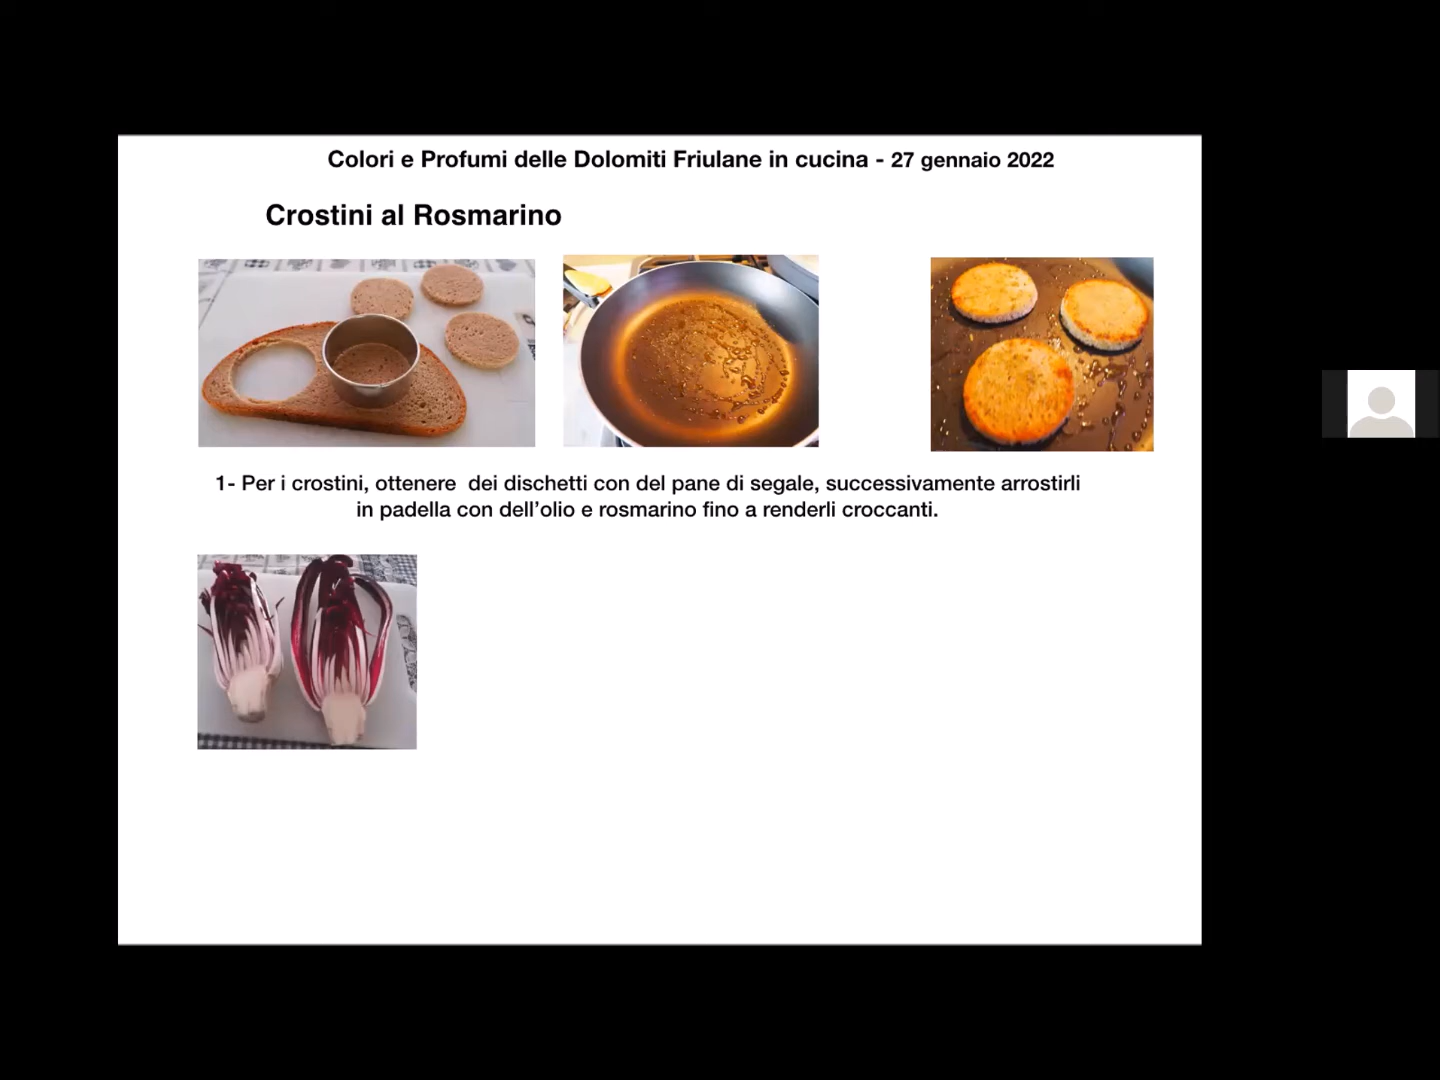 Colori e Profumi delle Dolomiti Friulane in cucina - 27 gennaio 2022
Crostini al Rosmarino
1- Per i crostini, ottenere  dei dischetti con del pane di segale, successivamente arrostirli
in padella con dell’olio e rosmarino fino a renderli croccanti.